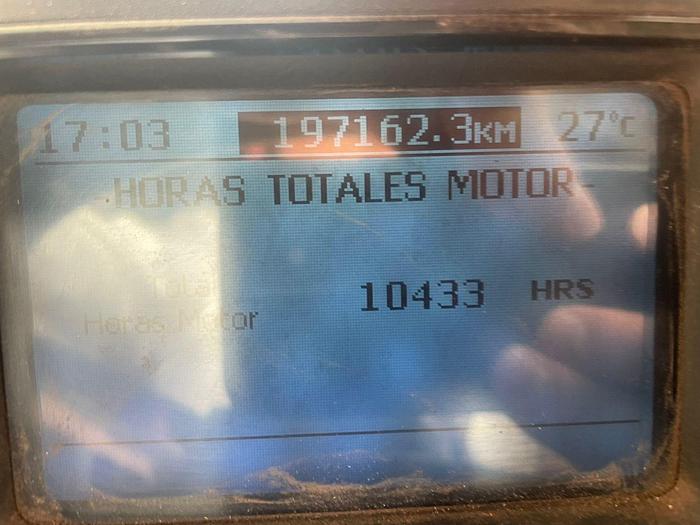 17:03 197162.3KM 27°C
-HORAS TOTALES MOTOR-
Total
Horas Motor
10433 HRS